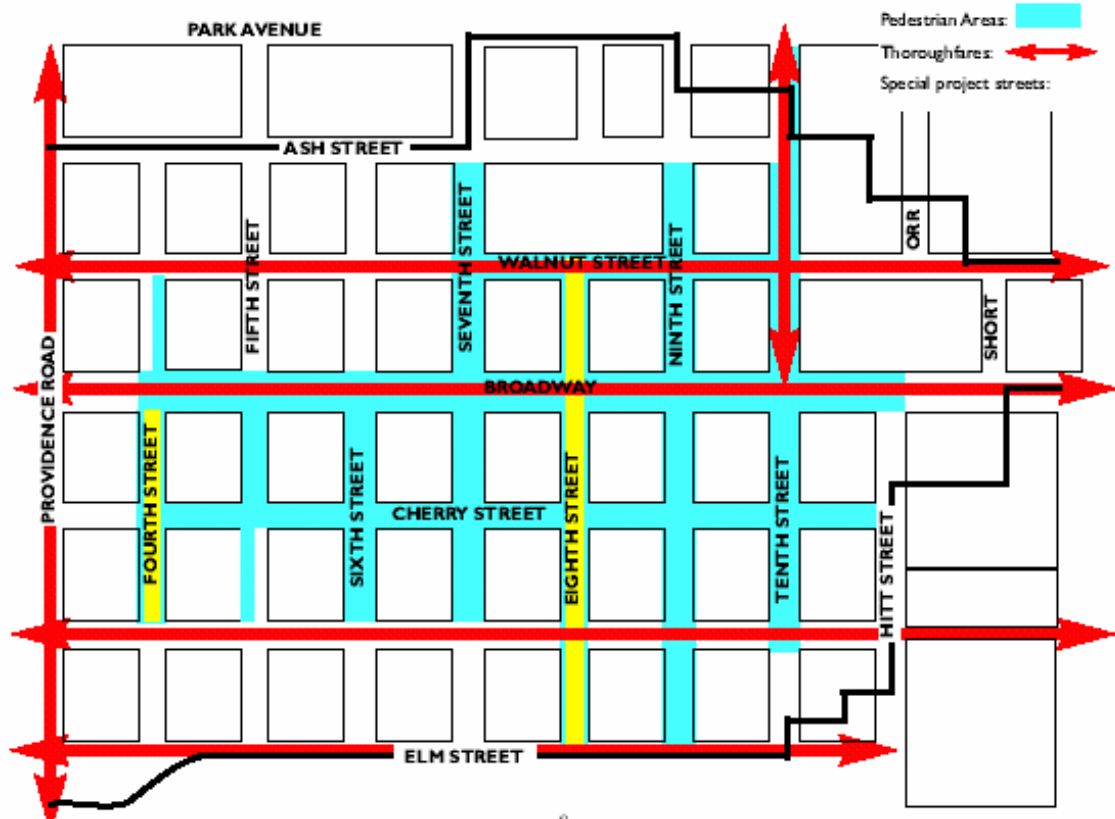 PARK AVENUE
Pedestrian Areas:
Thoroughfares:
Special project streets:
ASH STREET
SEVENTH STREET
NINTH STREET
ORR
FIFTH STREET
WALNUT STREET
SHORT
PROVIDENCE ROAD
BROADWAY
FOURTH STREET
SIXTH STREET
CHERRY STREET
EIGHTH STREET
TENTH STREET
HITT STREET
ELM STREET